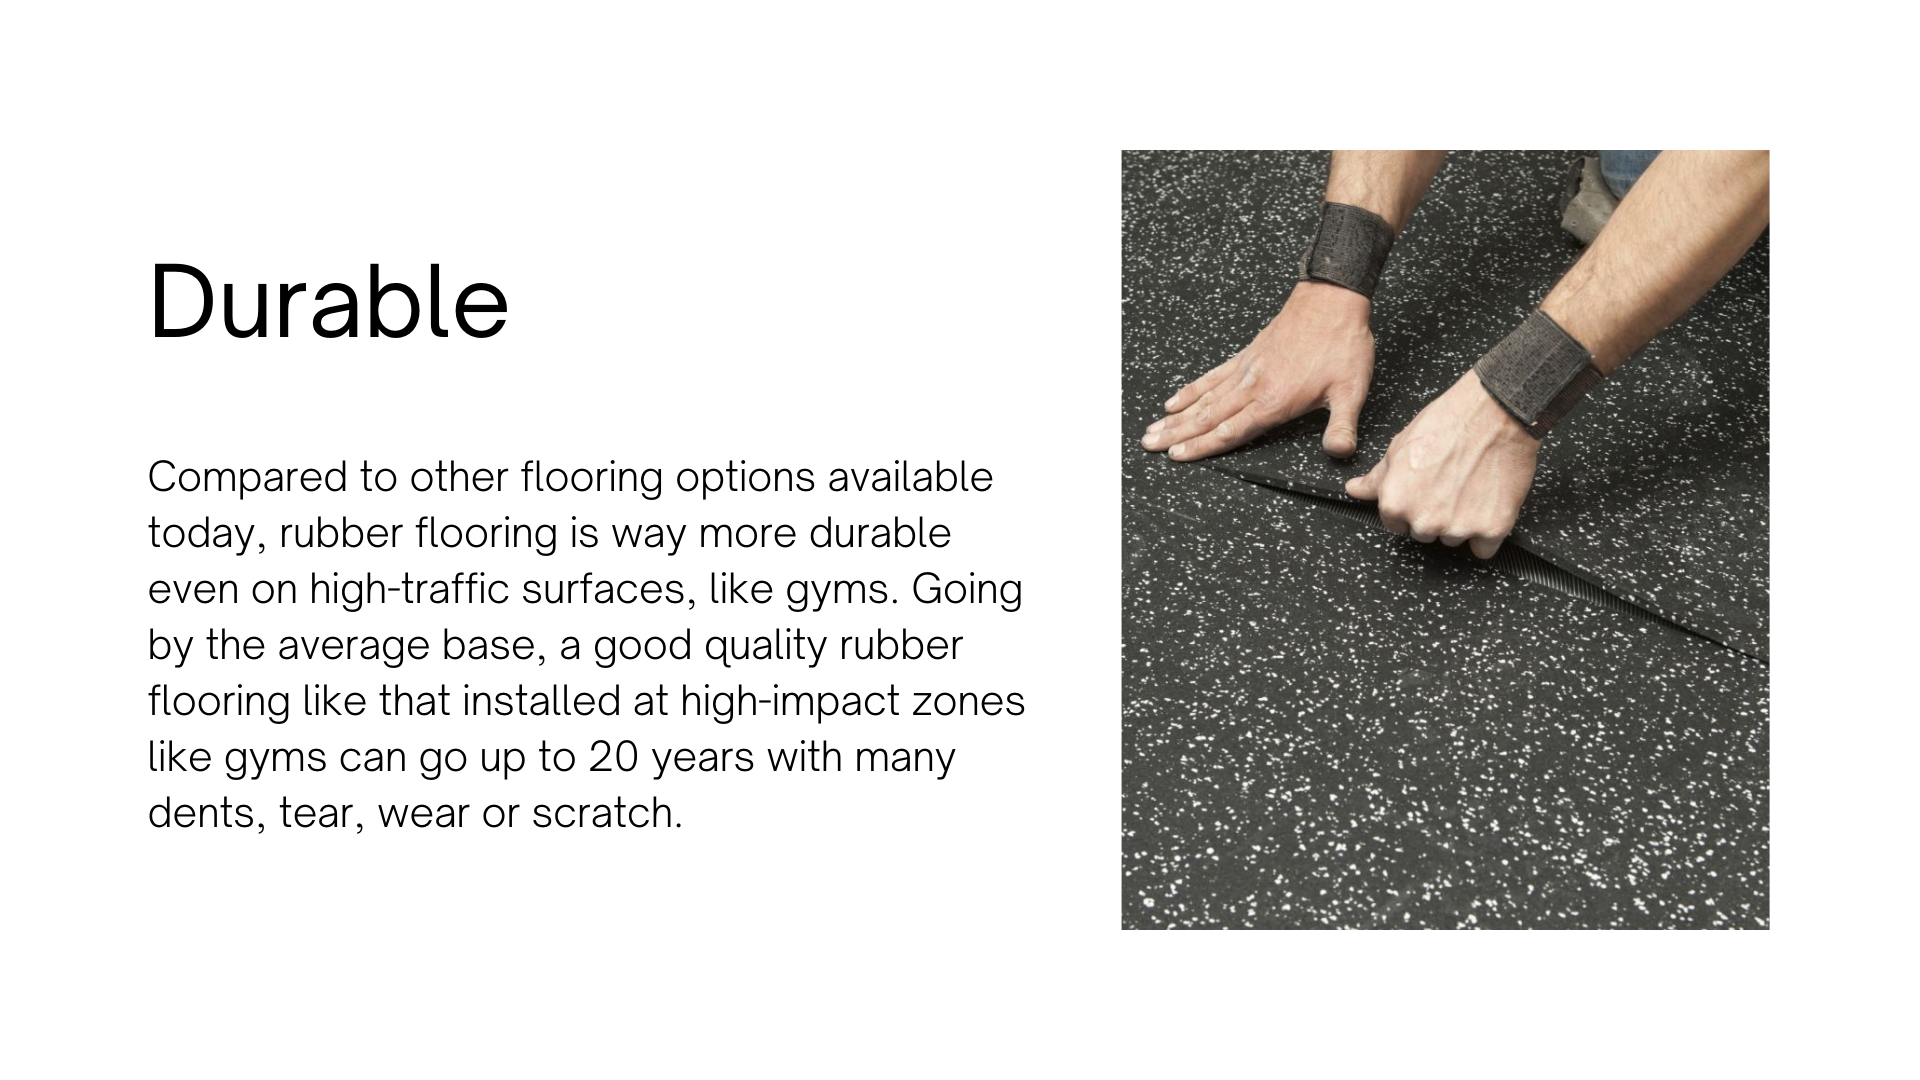 Durable
Compared to other flooring options available
today, rubber flooring is way more durable
even on high-traffic surfaces, like gyms. Going
by the average base, a good quality rubber
flooring like that installed at high-impact zones
like gyms can go up to 20 years with many
dents, tear, wear or scratch.